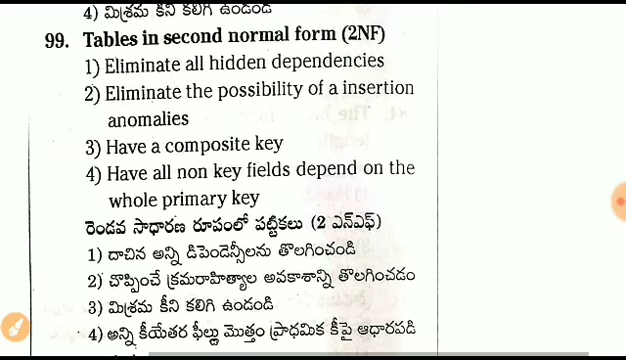 4) మిశ్రమ కీని కలిగి ఉండండి
99. Tables in second normal form (2NF)
1) Eliminate all hidden dependencies
2) Eliminate the possibility of a insertion
anomalies
3) Have a composite key
4) Have all non key fields depend on the
whole primary key
రెండవ సాధారణ రూపంలో పట్టికలు (2 ఎన్ఎఫ్)
1) దాచిన అన్ని డిపెండెన్సీలను తొలగించండి
2) చొప్పించే క్రమరాహిత్యాల అవకాశాన్ని తొలగించడం
3) మిశ్రమ కీని కలిగి ఉండండి
4) అన్ని కీయేతర ఫీల్డు మొత్తం ప్రాధమిక కీపై ఆధారపడి